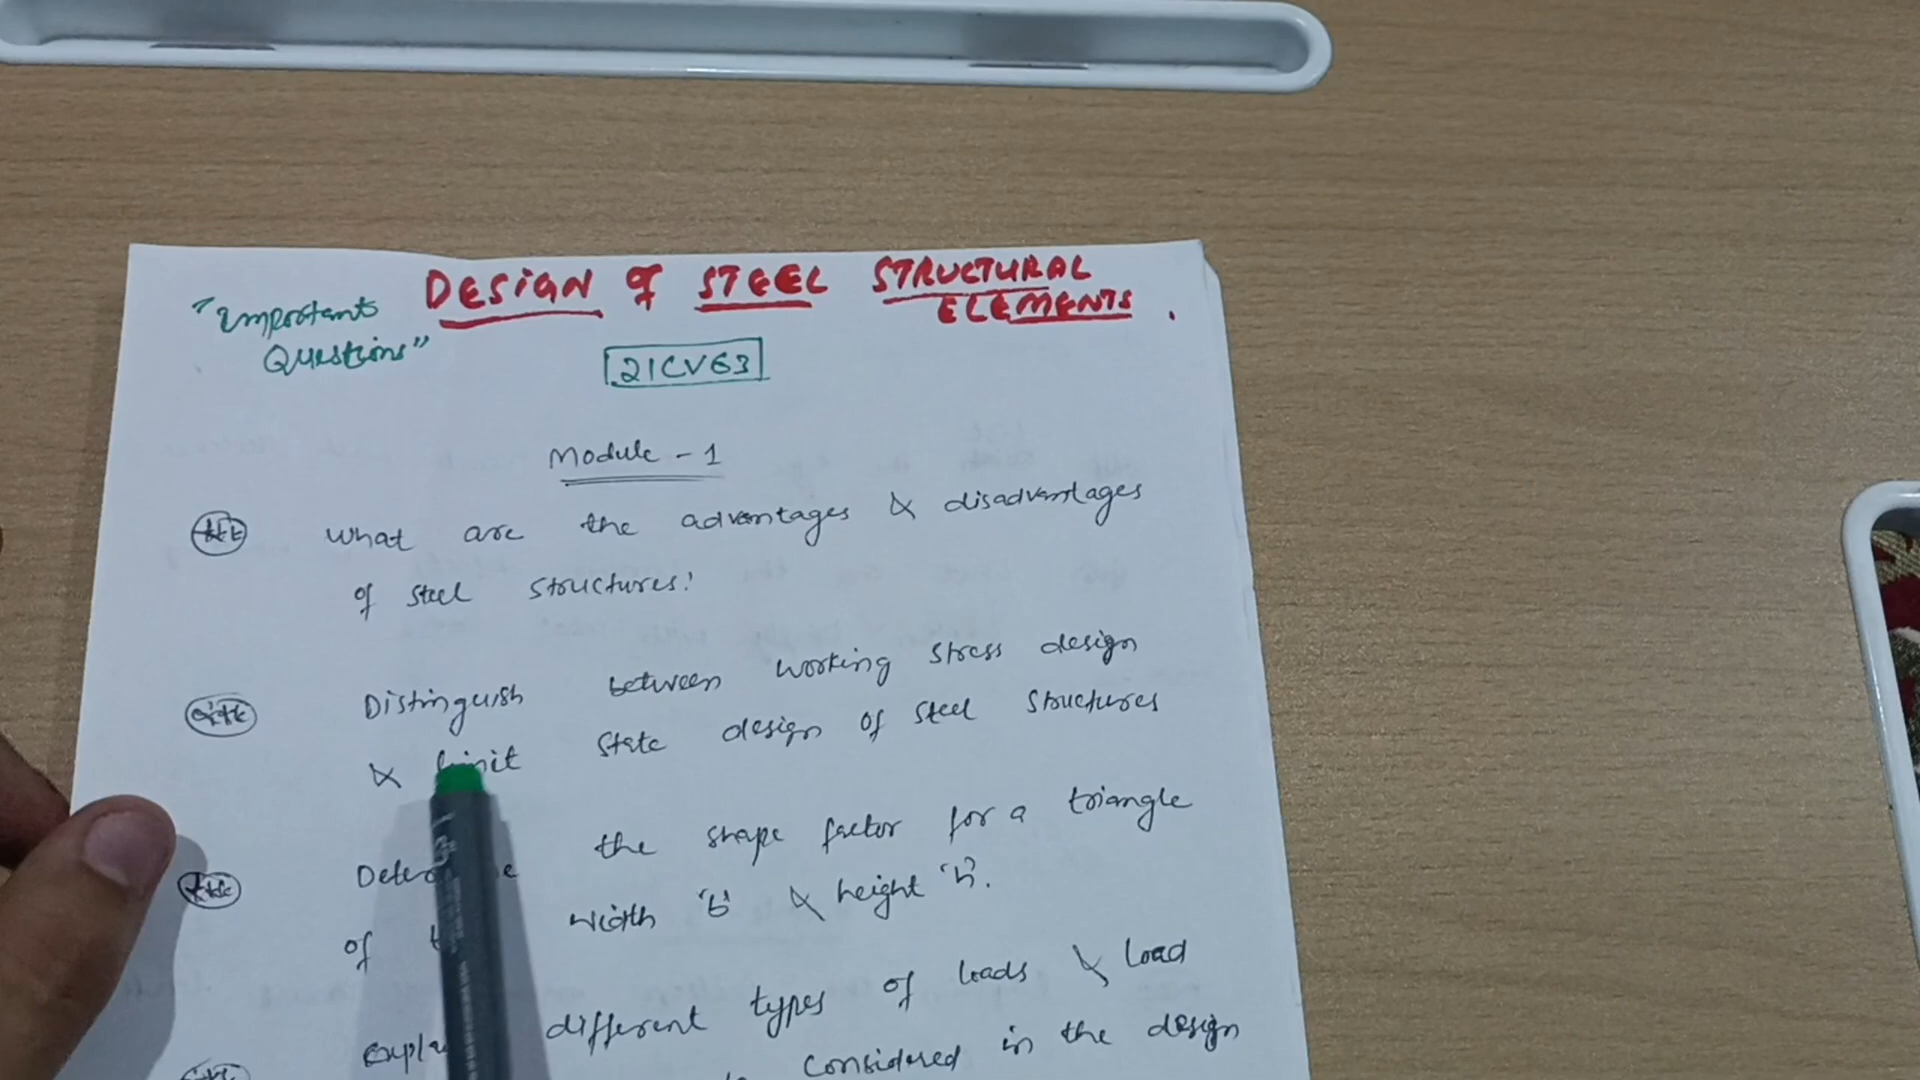 DESIGN of STEEL STRUCTURAL
ELEMENTS.
"Importants
Questions"
21CV63
Module - 1
What are the advantages & disadvantages
of steel structures?
Distinguish between working stress design
& limit state design of steel structures
the shape factor for a triangle
of width 'b' & height 'h'.
different types of loads & load
considered in the design